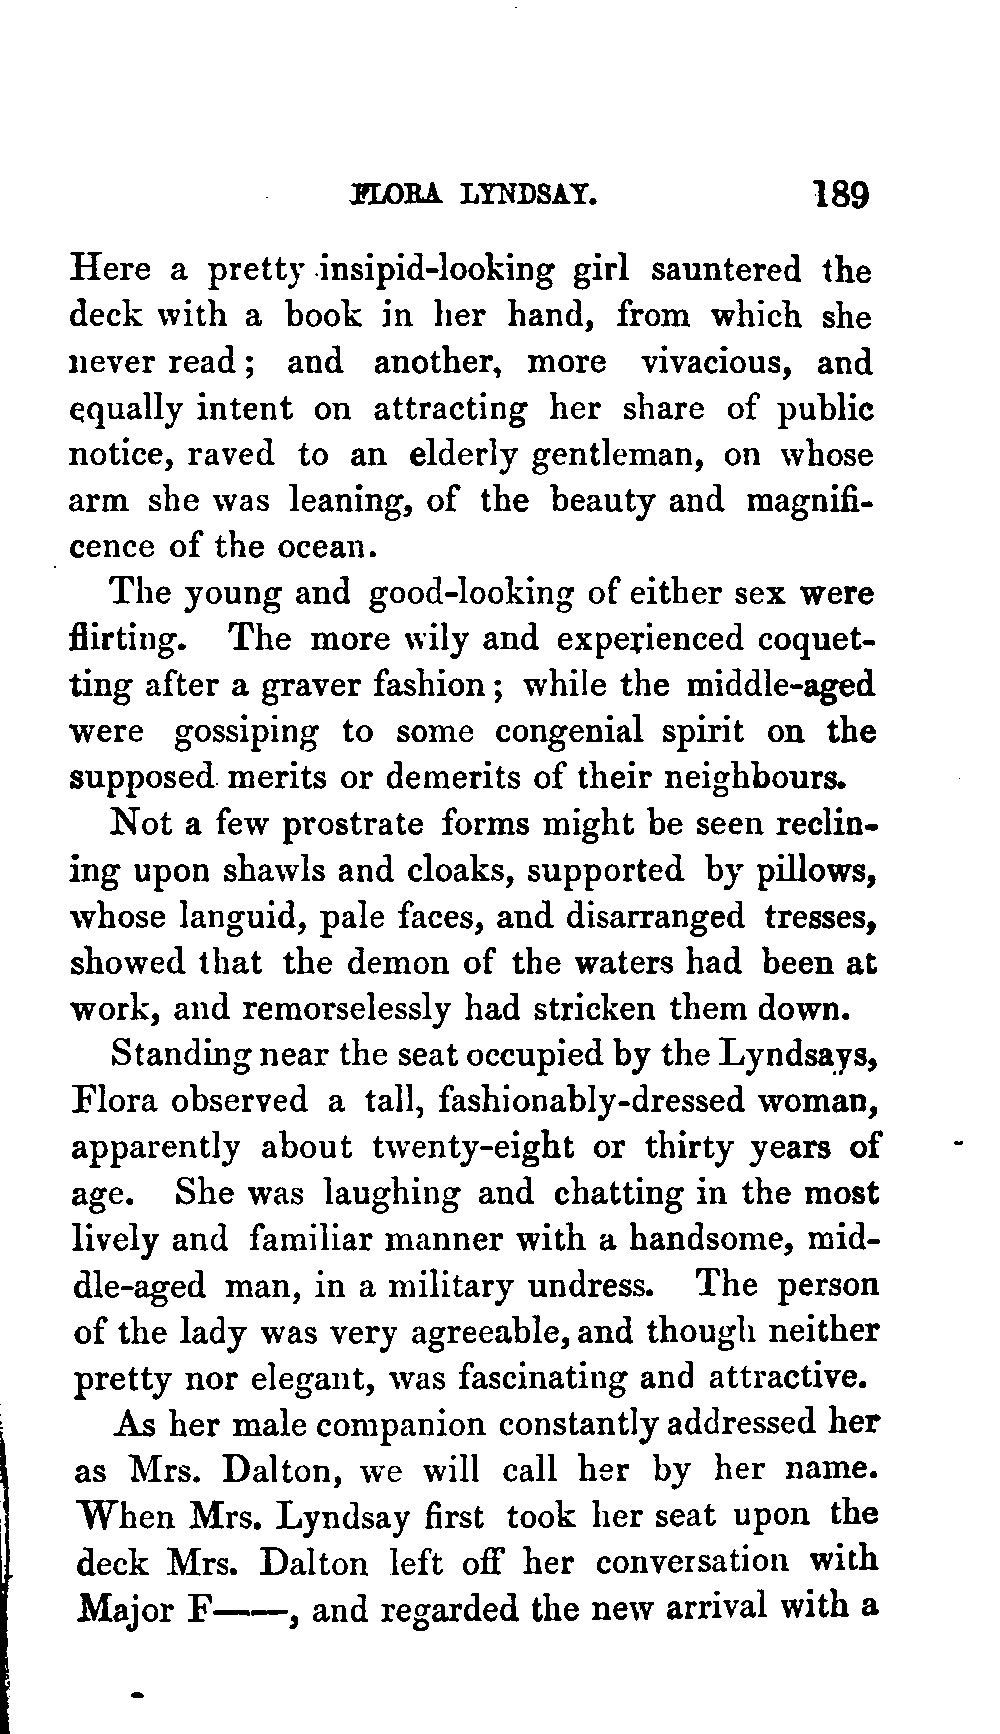 FLORA LYNDSAY. 189
Here a pretty insipid-looking girl sauntered the
deck with a book in her hand, from which she
never read; and another, more vivacious, and
equally intent on attracting her share of public
notice, raved to an elderly gentleman, on whose
arm she was leaning, of the beauty and magnifi-
cence of the ocean.
The young and good-looking of either sex were
flirting. The more wily and experienced coquet-
ting after a graver fashion; while the middle-aged
were gossiping to some congenial spirit on the
supposed merits or demerits of their neighbours.
Not a few prostrate forms might be seen reclin-
ing upon shawls and cloaks, supported by pillows,
whose languid, pale faces, and disarranged tresses,
showed that the demon of the waters had been at
work, and remorselessly had stricken them down.
Standing near the seat occupied by the Lyndsays,
Flora observed a tall, fashionably-dressed woman,
apparently about twenty-eight or thirty years of
age. She was laughing and chatting in the most
lively and familiar manner with a handsome, mid-
dle-aged man, in a military undress. The person
of the lady was very agreeable, and though neither
pretty nor elegant, was fascinating and attractive.
As her male companion constantly addressed her
as Mrs. Dalton, we will call her by her name.
When Mrs. Lyndsay first took her seat upon the
deck Mrs. Dalton left off her conversation with
Major F——, and regarded the new arrival with a